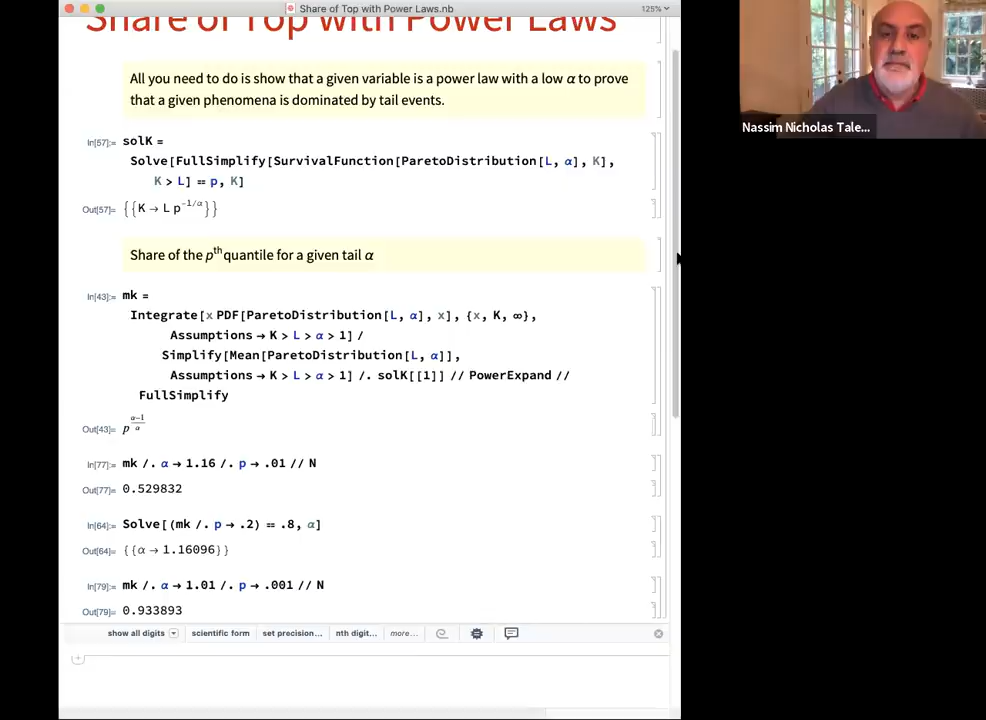 Share of Top with Power Laws.nb
125%
Share of Top with Power Laws
All you need to do is show that a given variable is a power law with a low α to prove
that a given phenomena is dominated by tail events.
In[57]:= solK =
Solve[FullSimplify[SurvivalFunction[ParetoDistribution[L, α], K],
K > L] == p, K]
Out[57]= {{K → L p^(-1/α)}}
Share of the p^th quantile for a given tail α
In[43]:= mk =
Integrate[x PDF[ParetoDistribution[L, α], x], {x, K, ∞},
Assumptions → K > L > α > 1] /
Simplify[Mean[ParetoDistribution[L, α]],
Assumptions → K > L > α > 1] /. solK[[1]] // PowerExpand //
FullSimplify
Out[43]= p^((α-1)/α)
In[77]:= mk /. α → 1.16 /. p → .01 // N
Out[77]= 0.529832
In[64]:= Solve[(mk /. p → .2) == .8, α]
Out[64]= {{α → 1.16096}}
In[79]:= mk /. α → 1.01 /. p → .001 // N
Out[79]= 0.933893
show all digits scientific form set precision... nth digit... more...
Nassim Nicholas Tale...